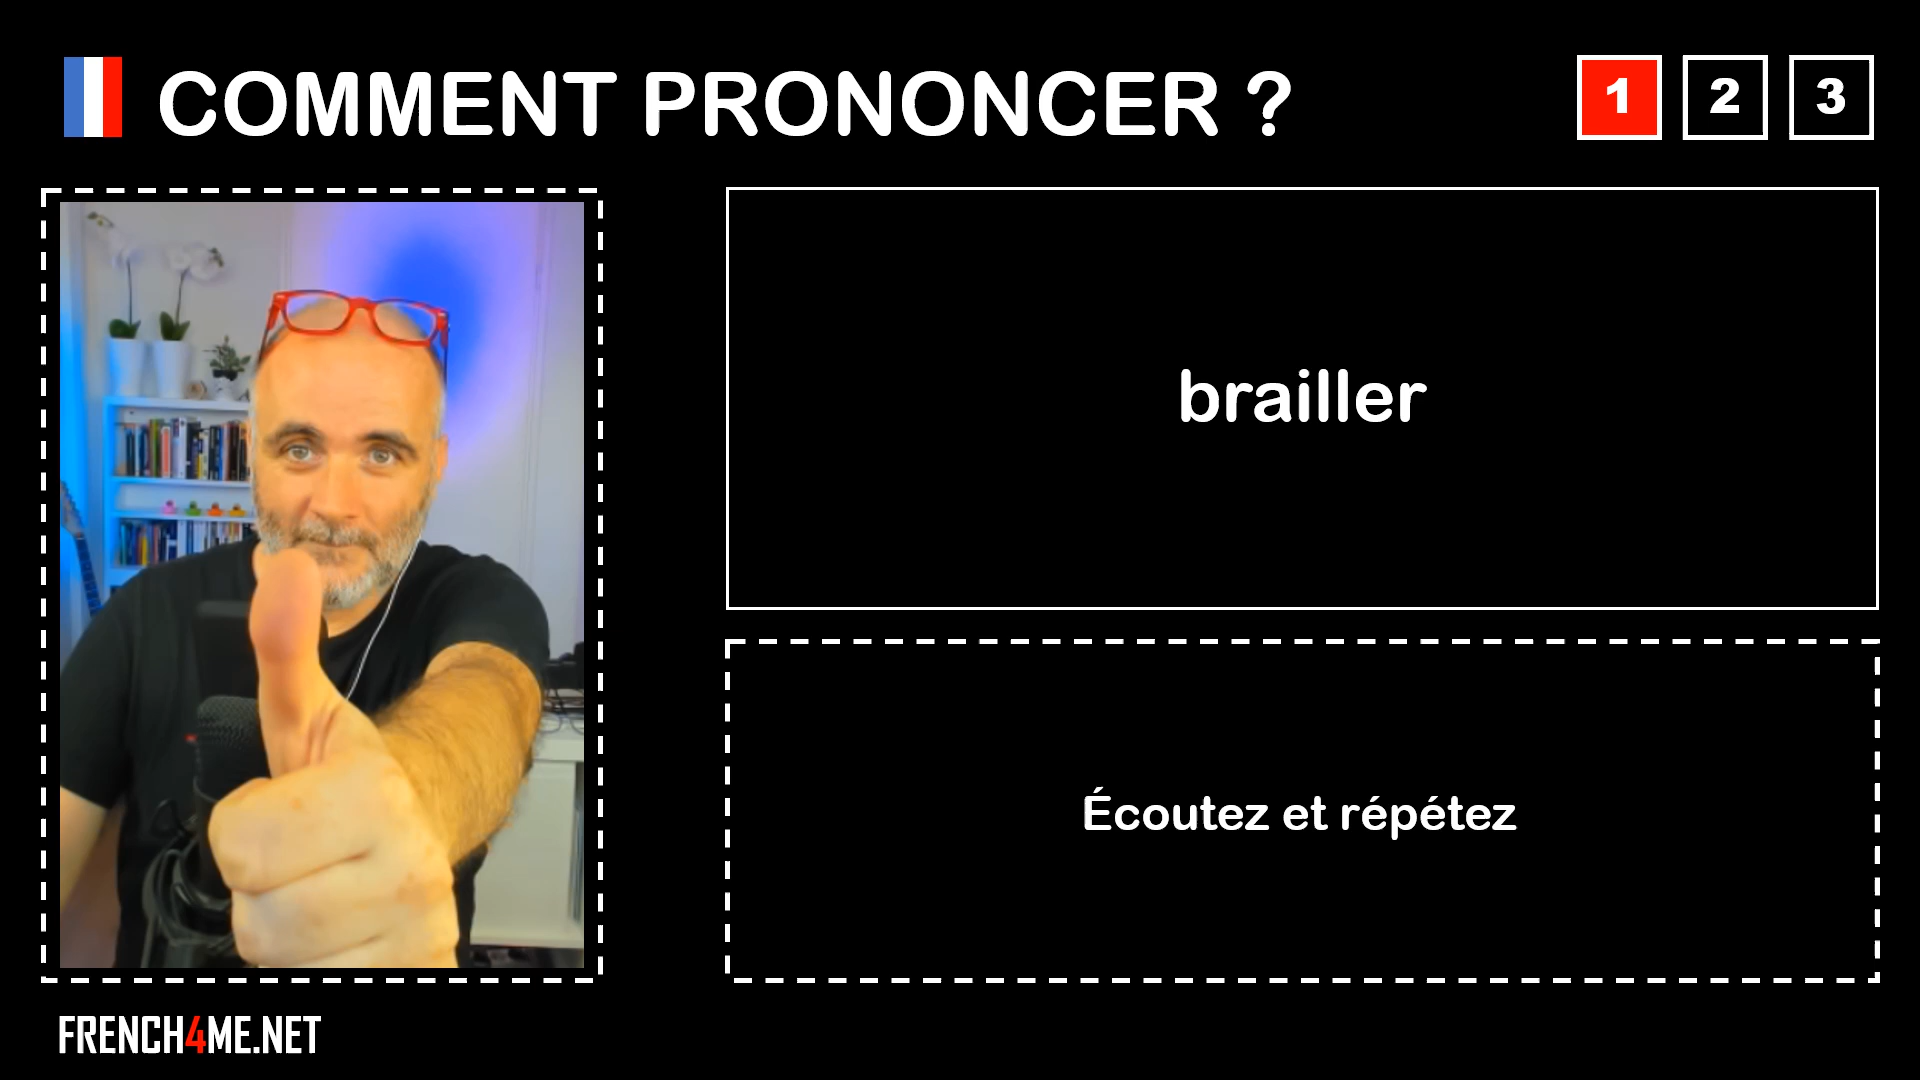 COMMENT PRONONCER ?
1 2 3
brailler
Écoutez et répétez
FRENCH4ME.NET